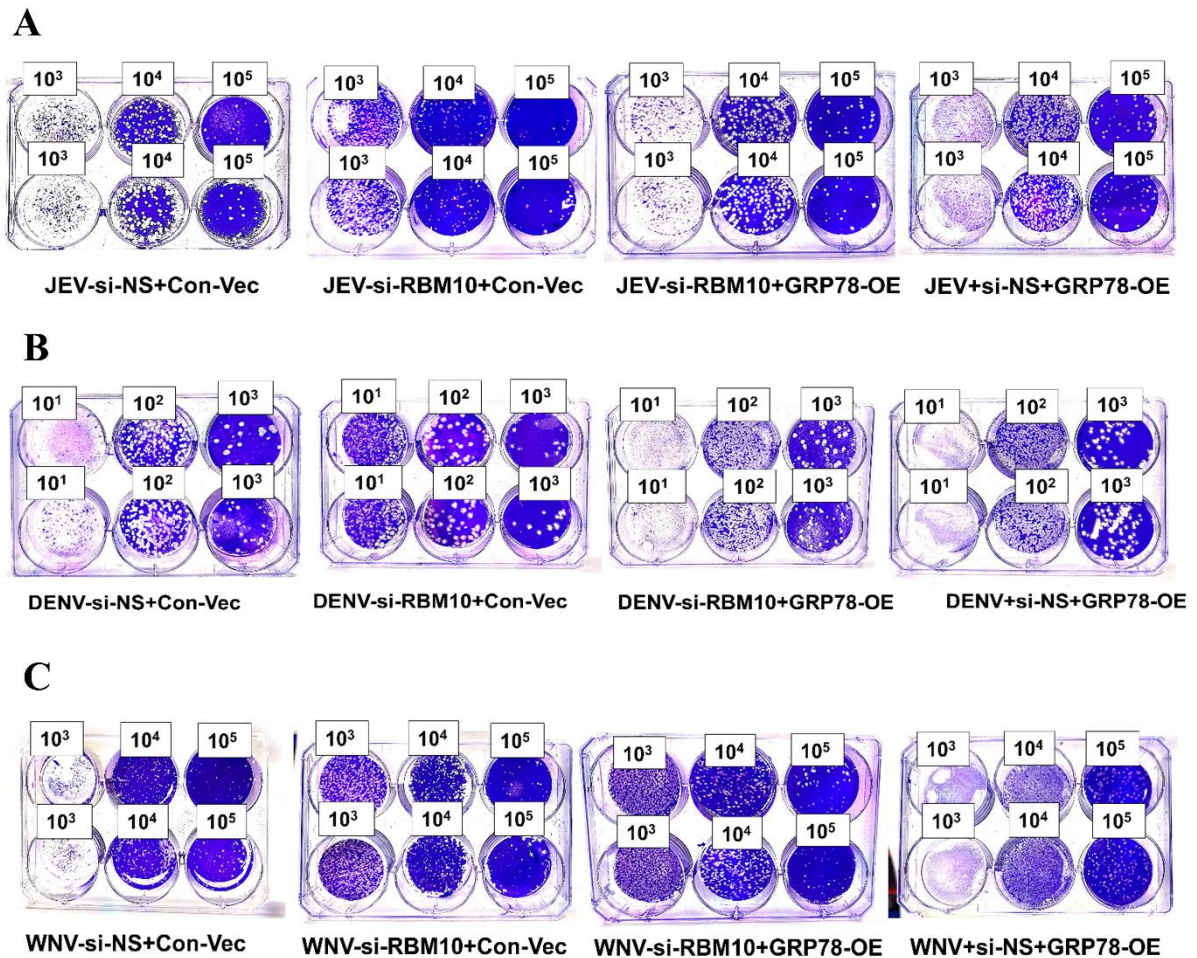 A
10³ 10⁴ 10⁵ 10³ 10⁴ 10⁵ 10³ 10⁴ 10⁵ 10³ 10⁴ 10⁵
10³ 10⁴ 10⁵ 10³ 10⁴ 10⁵ 10³ 10⁴ 10⁵ 10³ 10⁴ 10⁵
JEV-si-NS+Con-Vec JEV-si-RBM10+Con-Vec JEV-si-RBM10+GRP78-OE JEV+si-NS+GRP78-OE
B
10¹ 10² 10³ 10¹ 10² 10³ 10¹ 10² 10³ 10¹ 10² 10³
10¹ 10² 10³ 10¹ 10² 10³ 10¹ 10² 10³ 10¹ 10² 10³
DENV-si-NS+Con-Vec DENV-si-RBM10+Con-Vec DENV-si-RBM10+GRP78-OE DENV+si-NS+GRP78-OE
C
10³ 10⁴ 10⁵ 10³ 10⁴ 10⁵ 10³ 10⁴ 10⁵ 10³ 10⁴ 10⁵
10³ 10⁴ 10⁵ 10³ 10⁴ 10⁵ 10³ 10⁴ 10⁵ 10³ 10⁴ 10⁵
WNV-si-NS+Con-Vec WNV-si-RBM10+Con-Vec WNV-si-RBM10+GRP78-OE WNV+si-NS+GRP78-OE